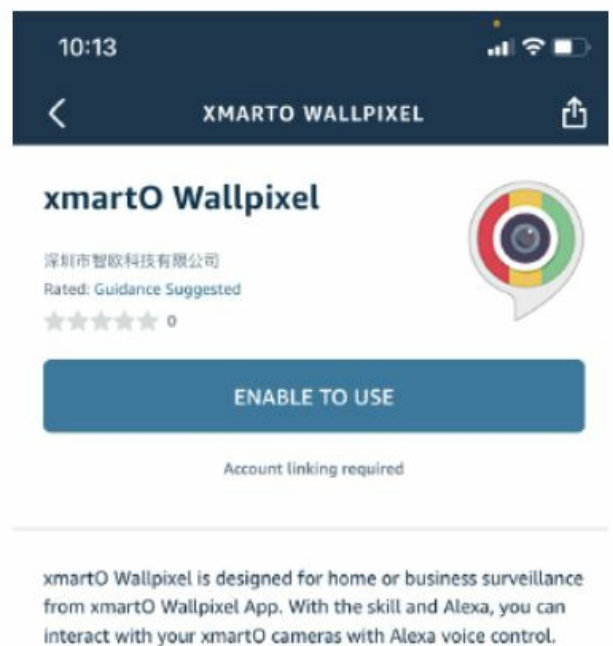 10:13
XMARTO WALLPIXEL
xmartO Wallpixel
深圳市智欧科技有限公司
Rated: Guidance Suggested
0
ENABLE TO USE
Account linking required
xmartO Wallpixel is designed for home or business surveillance
from xmartO Wallpixel App. With the skill and Alexa, you can
interact with your xmartO cameras with Alexa voice control.